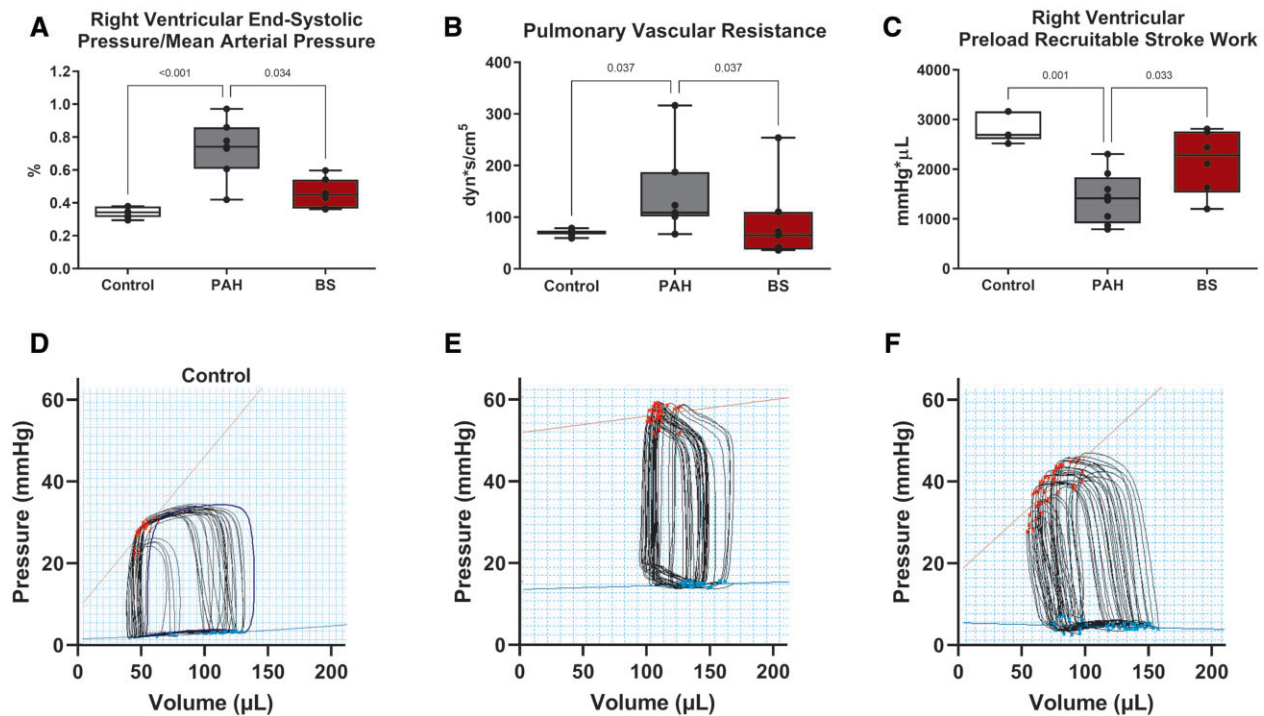 A
Right Ventricular End-Systolic
Pressure/Mean Arterial Pressure
<0.001
0.034
1.2
1.0
0.8
0.6
0.4
0.2
0.0
%
Control
PAH
BS
B
Pulmonary Vascular Resistance
0.037
0.037
400
300
200
100
0
dyn*s/cm⁵
Control
PAH
BS
C
Right Ventricular
Preload Recruitable Stroke Work
0.001
0.033
4000
3000
2000
1000
0
mmHg*µL
Control
PAH
BS
D
Control
60
40
20
0
Pressure (mmHg)
0 50 100 150 200
Volume (µL)
E
60
40
20
0
Pressure (mmHg)
0 50 100 150 200
Volume (µL)
F
60
40
20
0
Pressure (mmHg)
0 50 100 150 200
Volume (µL)